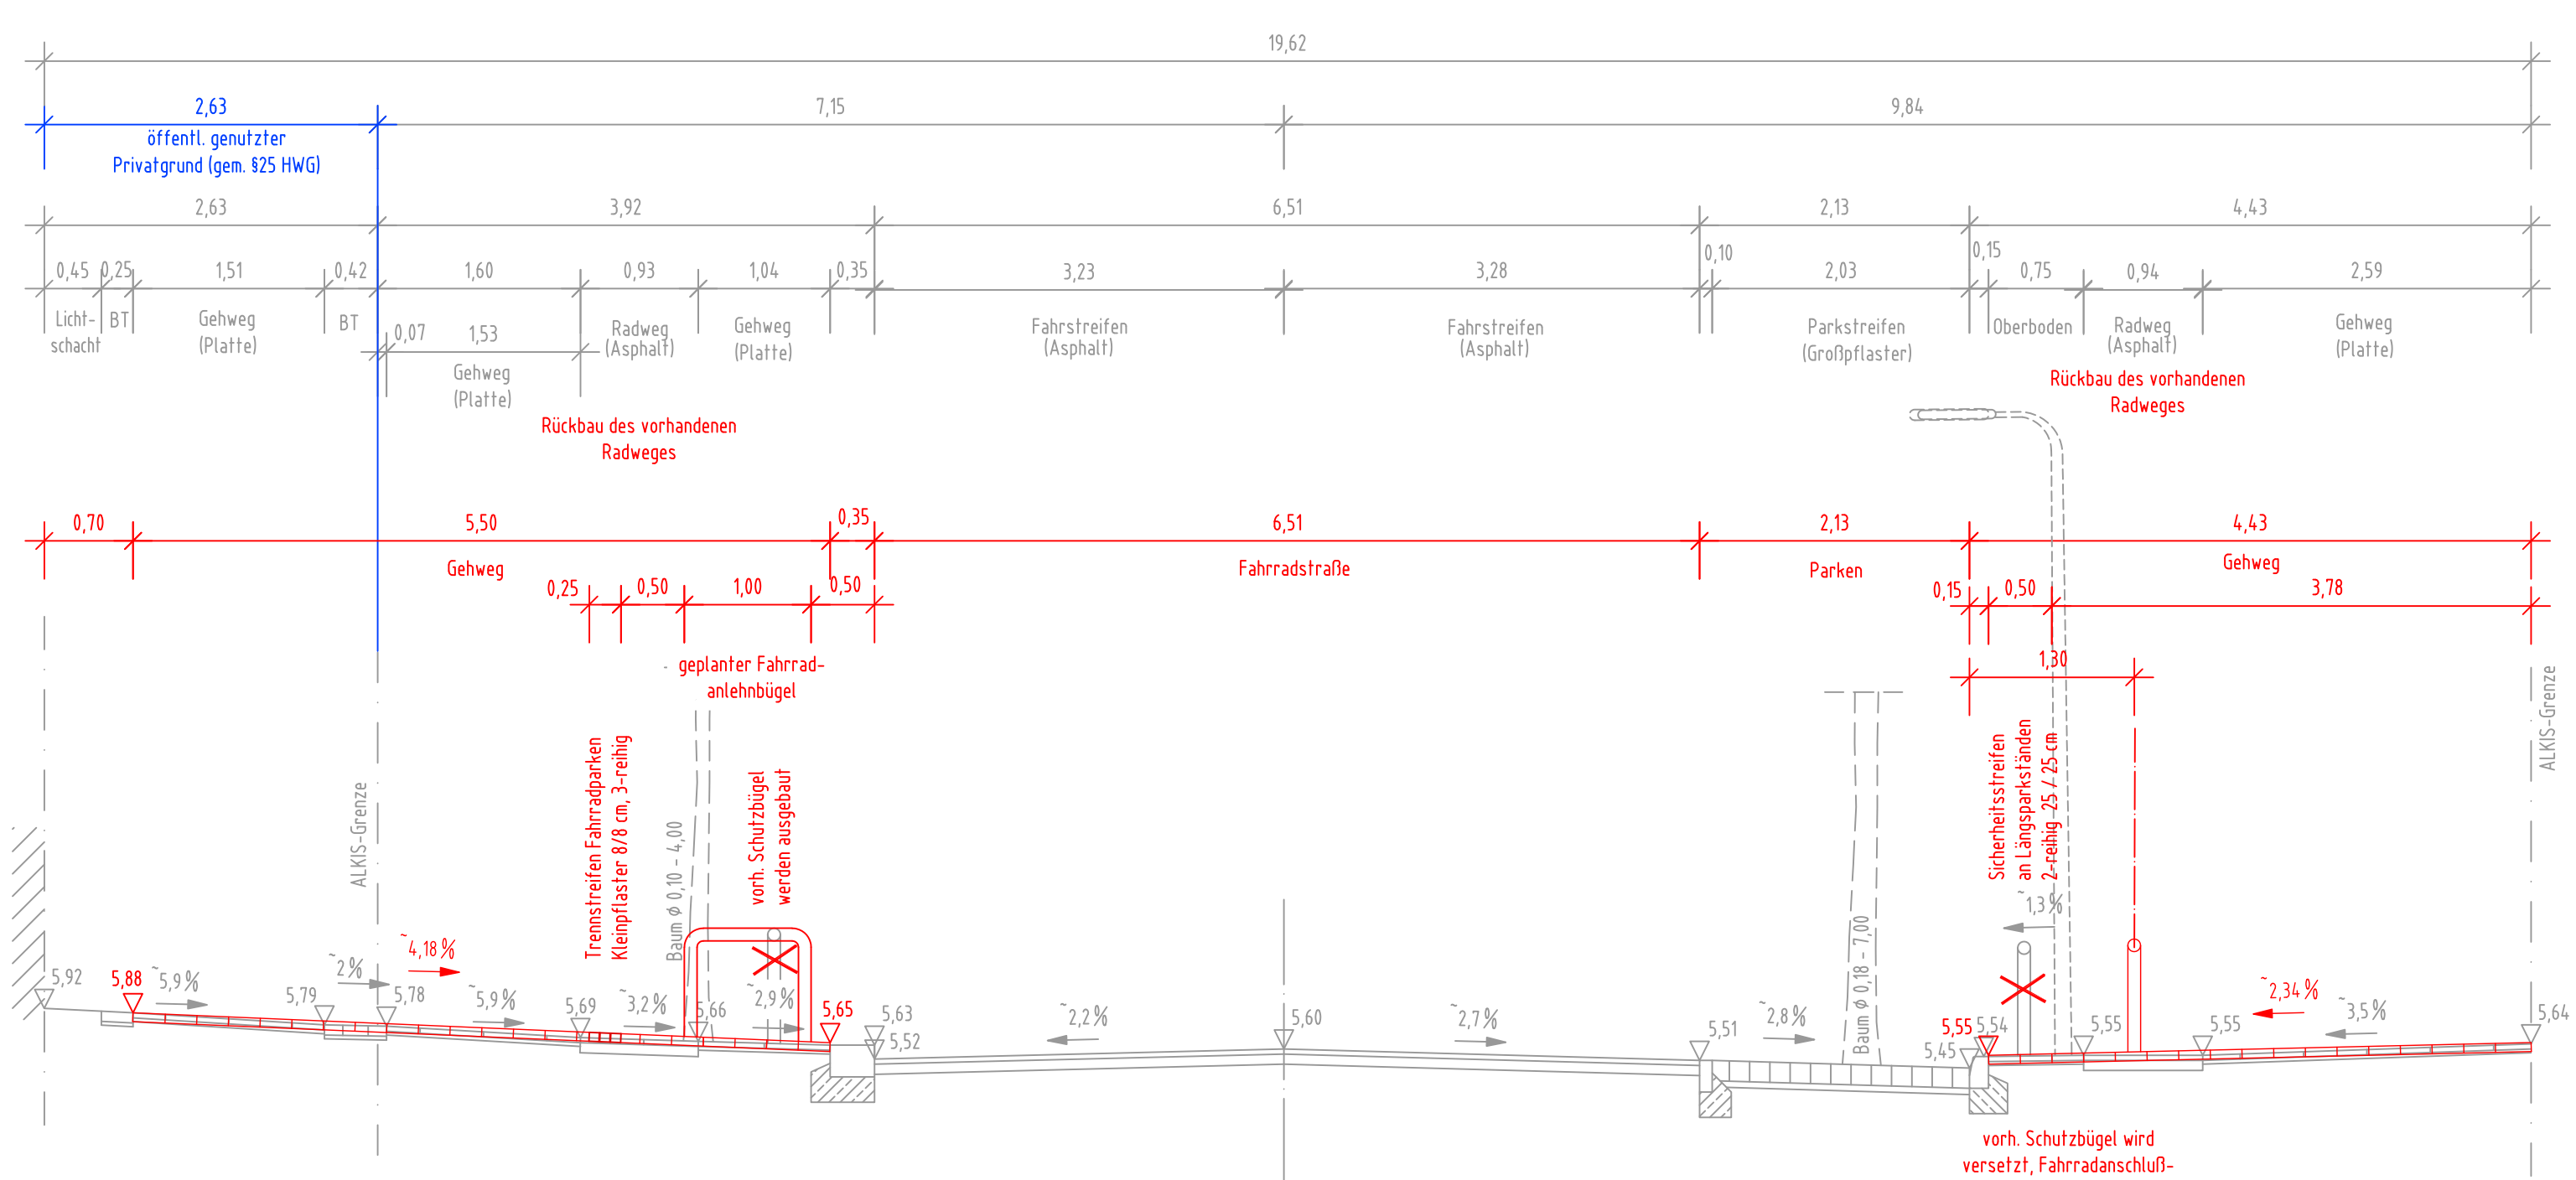 19,62
2,63
7,15
9,84
öffentl. genutzter
Privatgrund (gem. §25 HWG)
2,63
3,92
6,51
2,13
4,43
0,45
0,25
1,51
0,42
1,60
0,93
1,04
0,35
3,23
3,28
0,10
2,03
0,15
0,75
0,94
2,59
Licht-
schacht
BT
Gehweg
(Platte)
BT
0,07
1,53
Gehweg
(Platte)
Radweg
(Asphalt)
Gehweg
(Platte)
Fahrstreifen
(Asphalt)
Fahrstreifen
(Asphalt)
Parkstreifen
(Großpflaster)
Oberboden
Radweg
(Asphalt)
Gehweg
(Platte)
Rückbau des vorhandenen
Radweges
Rückbau des vorhandenen
Radweges
0,70
5,50
0,35
6,51
2,13
4,43
Gehweg
Fahrradstraße
Parken
Gehweg
0,25
0,50
1,00
0,50
0,15
0,50
3,78
1,30
geplanter Fahrrad-
anlehnbügel
ALKIS-Grenze
Trennstreifen Fahrradparken
Kleinpflaster 8/8 cm, 3-reihig
Baum ϕ 0,10 - 4,00
vorh. Schutzbügel
werden ausgebaut
Baum ϕ 0,18 - 7,00
Sicherheitsstreifen
an Längsparkständen
2-reihig 25 / 25 cm
ALKIS-Grenze
5,92
5,88
~5,9%
5,79
~2%
5,78
~4,18%
~5,9%
5,69
~3,2%
5,66
~2,9%
5,65
5,63
5,52
~2,2%
5,60
~2,7%
5,51
~2,8%
5,45
5,55
5,54
~1,3%
5,55
5,55
~2,34%
~3,5%
5,64
vorh. Schutzbügel wird
versetzt, Fahrradanschluß-